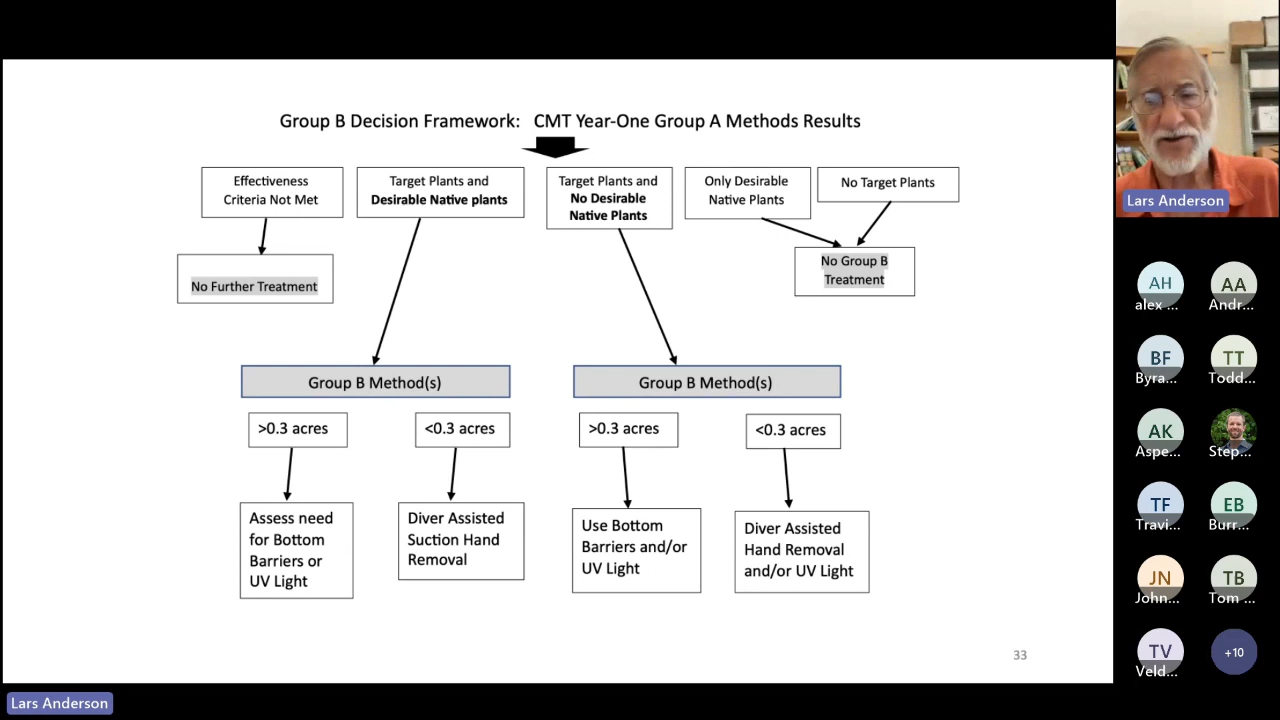 Group B Decision Framework: CMT Year-One Group A Methods Results
Effectiveness
Criteria Not Met
Target Plants and
Desirable Native plants
Target Plants and
No Desirable
Native Plants
Only Desirable
Native Plants
No Target Plants
No Further Treatment
No Group B
Treatment
Group B Method(s)
Group B Method(s)
>0.3 acres
<0.3 acres
>0.3 acres
<0.3 acres
Assess need
for Bottom
Barriers or
UV Light
Diver Assisted
Suction Hand
Removal
Use Bottom
Barriers and/or
UV Light
Diver Assisted
Hand Removal
and/or UV Light
33
Lars Anderson
Lars Anderson
AH
alex ...
AA
Andr...
BF
Byra...
TT
Todd...
AK
Aspe...
Step...
TF
Travi...
EB
Burr...
JN
John...
TB
Tom ...
TV
Veld...
+10